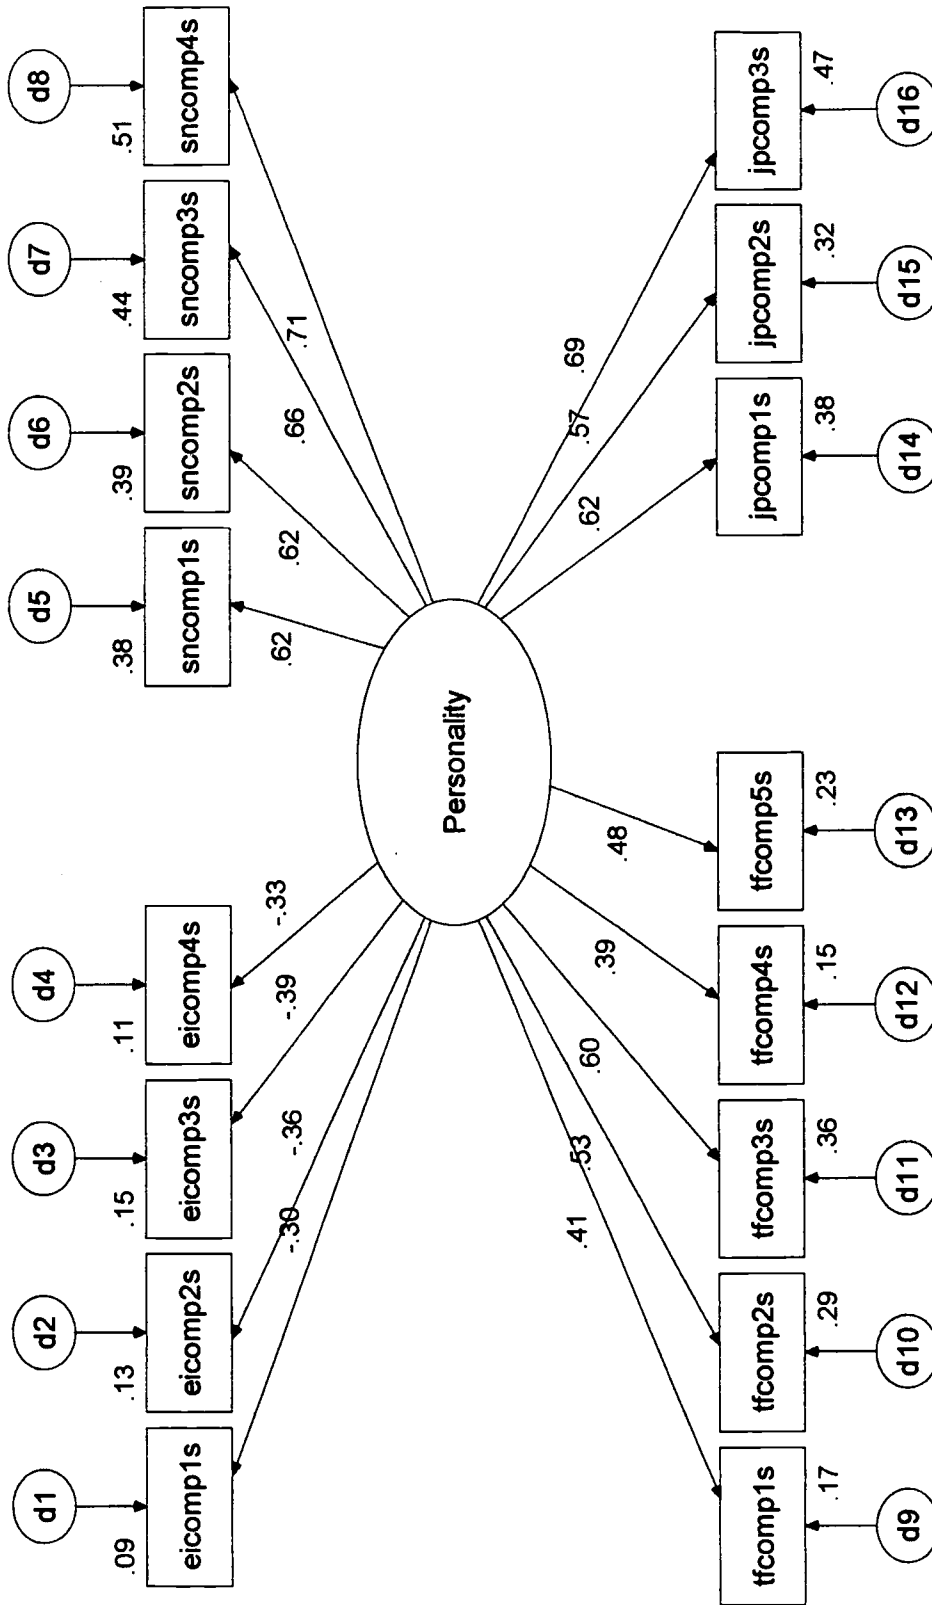 d1
d2
d3
d4
d5
d6
d7
d8
.09
.13
.15
.11
.38
.39
.44
.51
eicomp1s
eicomp2s
eicomp3s
eicomp4s
sncomp1s
sncomp2s
sncomp3s
sncomp4s
-.30
-.36
-.39
-.33
.62
.62
.66
.71
Personality
.41
.53
.60
.39
.48
.62
.57
.69
tfcomp1s
tfcomp2s
tfcomp3s
tfcomp4s
tfcomp5s
jpcomp1s
jpcomp2s
jpcomp3s
.17
.29
.36
.15
.23
.38
.32
.47
d9
d10
d11
d12
d13
d14
d15
d16